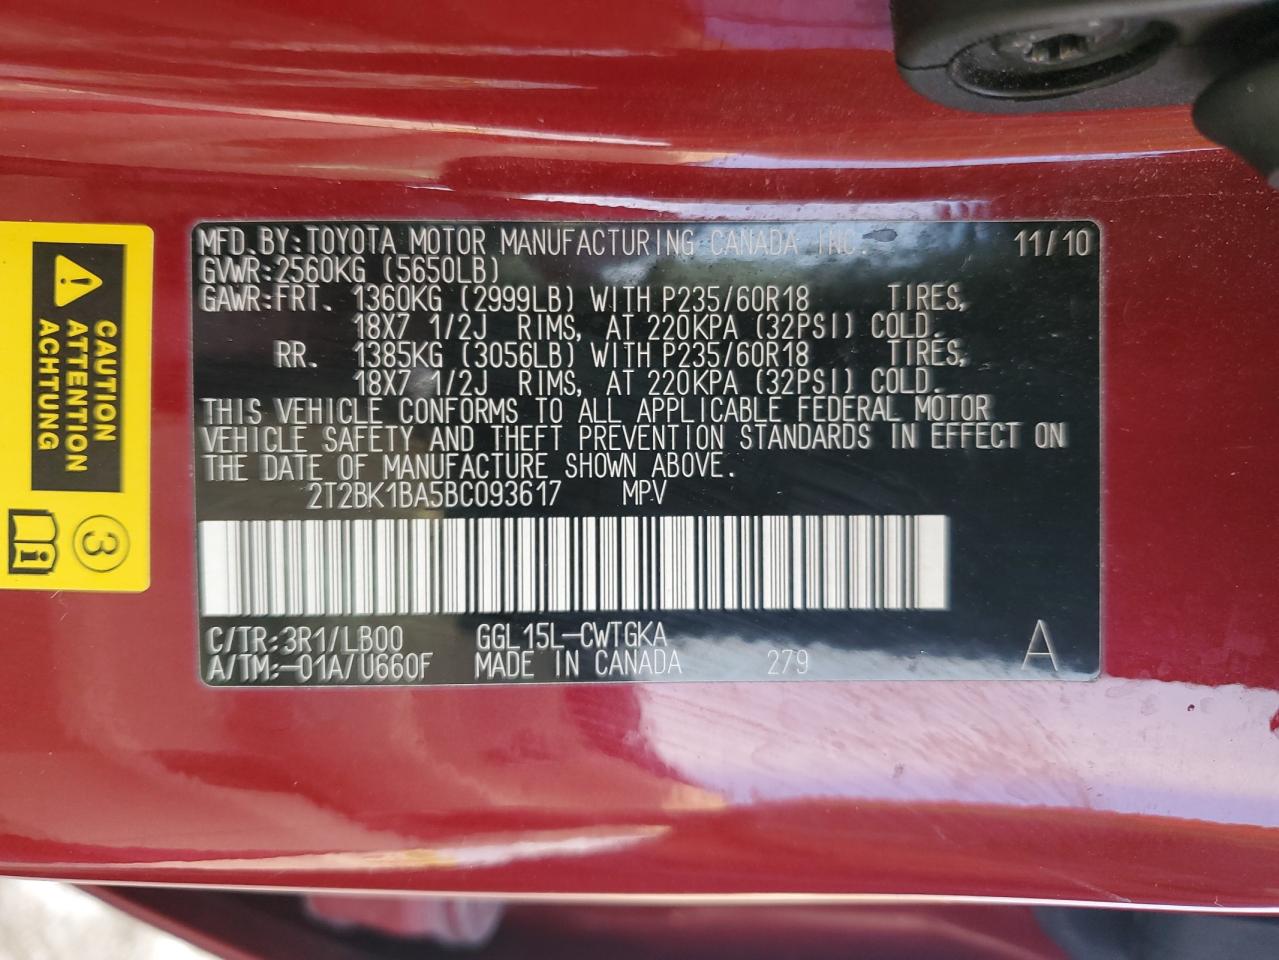 MFD.BY:TOYOTA MOTOR MANUFACTURING CANADA INC. 11/10
GVWR:2560KG (5650LB)
GAWR:FRT. 1360KG (2999LB) WITH P235/60R18 TIRES,
18X7 1/2J RIMS, AT 220KPA (32PSI) COLD.
RR. 1385KG (3056LB) WITH P235/60R18 TIRES,
18X7 1/2J RIMS, AT 220KPA (32PSI) COLD.
THIS VEHICLE CONFORMS TO ALL APPLICABLE FEDERAL MOTOR
VEHICLE SAFETY AND THEFT PREVENTION STANDARDS IN EFFECT ON
THE DATE OF MANUFACTURE SHOWN ABOVE.
2T2BK1BA5BC093617 MPV
C/TR:3R1/LB00 GGL15L-CWTGKA
A/TM:-01A/U660F MADE IN CANADA 279 A
CAUTION
ATTENTION
ACHTUNG
3
i